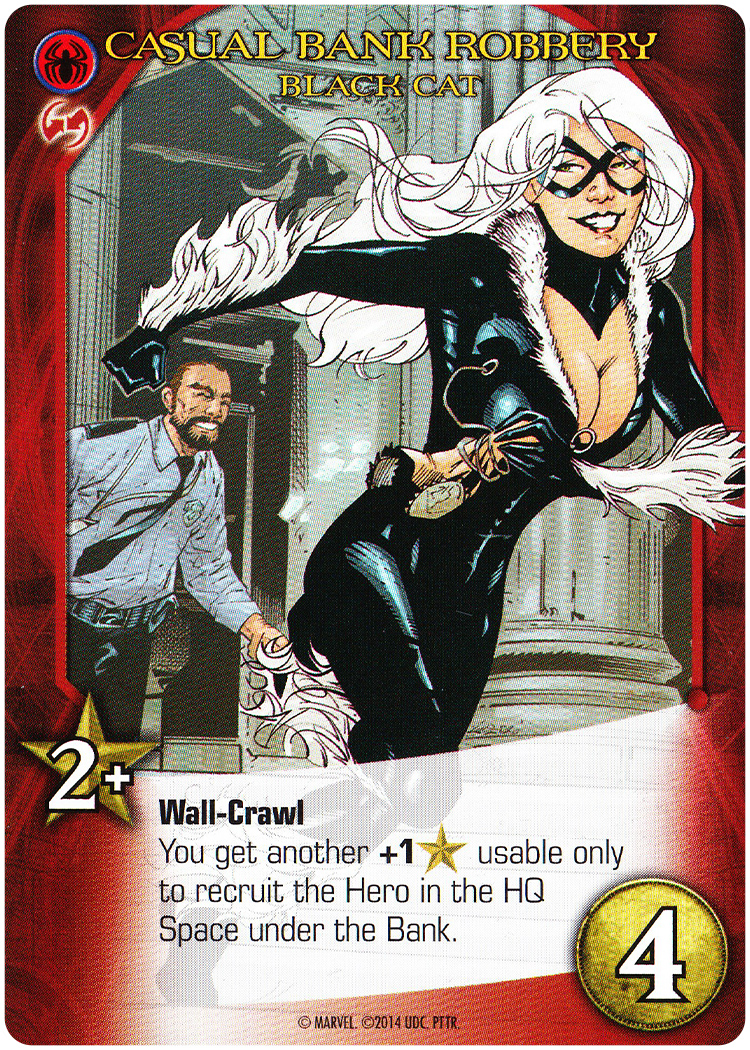 CASUAL BANK ROBBERY
BLACK CAT
2+
Wall-Crawl
You get another +1 usable only
to recruit the Hero in the HQ
Space under the Bank.
4
© MARVEL. ©2014 UDC. PTTR.